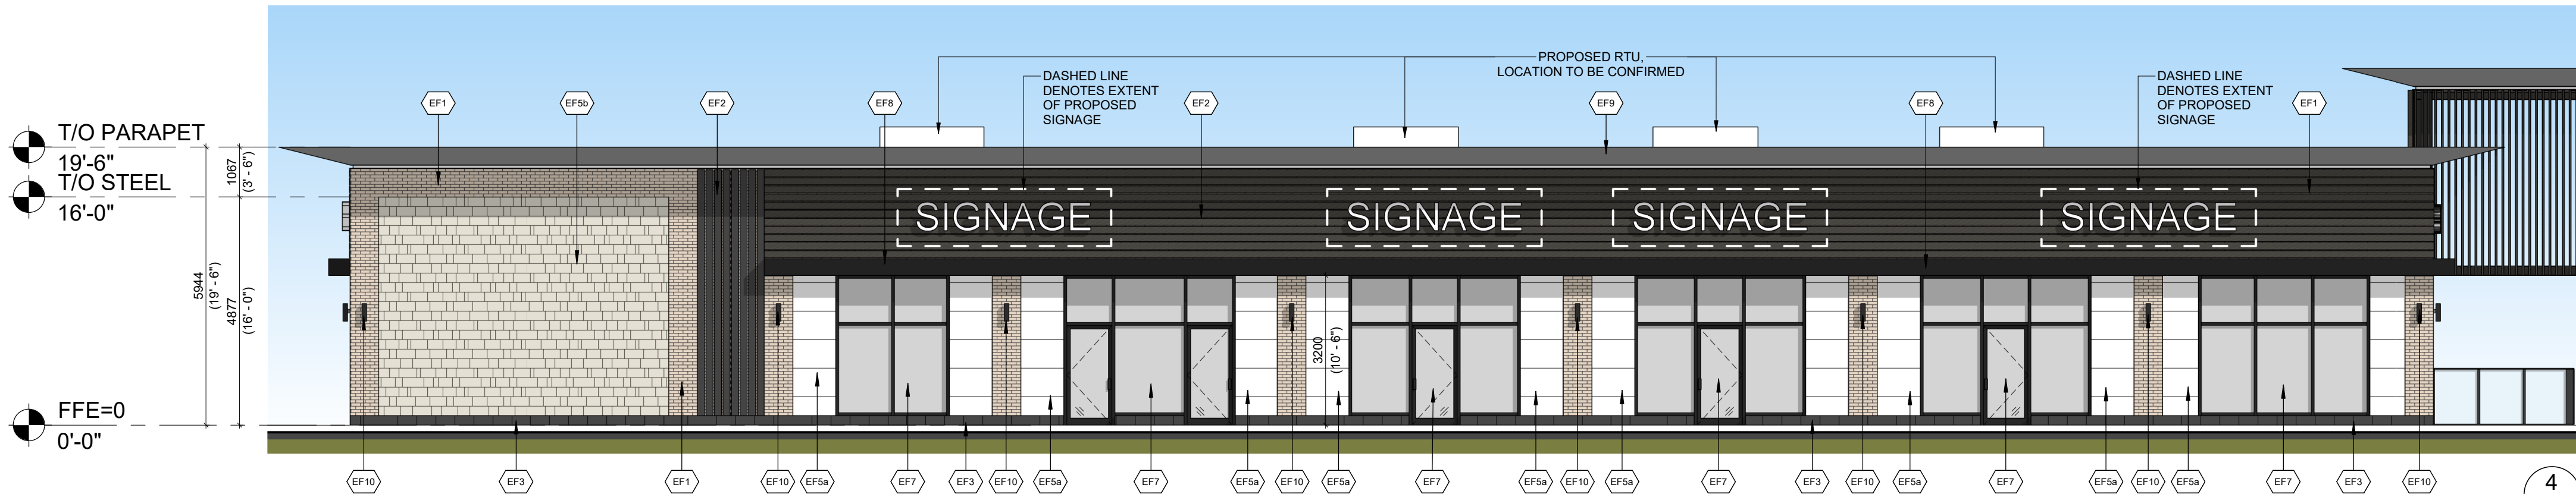 PROPOSED RTU,
LOCATION TO BE CONFIRMED
DASHED LINE
DENOTES EXTENT
OF PROPOSED
SIGNAGE
DASHED LINE
DENOTES EXTENT
OF PROPOSED
SIGNAGE
EF1
EF5b
EF2
EF8
EF2
EF9
EF8
EF1
T/O PARAPET
19'-6"
T/O STEEL
16'-0"
1067
(3' - 6")
5944
(19' - 6")
4877
(16' - 0")
SIGNAGE
SIGNAGE
SIGNAGE
SIGNAGE
3200
(10' - 6")
FFE=0
0'-0"
EF10
EF3
EF1
EF10
EF5a
EF7
EF3
EF10
EF5a
EF7
EF5a
EF10
EF5a
EF7
EF5a
EF10
EF5a
EF7
EF3
EF10
EF5a
EF7
EF5a
EF10
EF5a
EF7
EF3
EF10
4